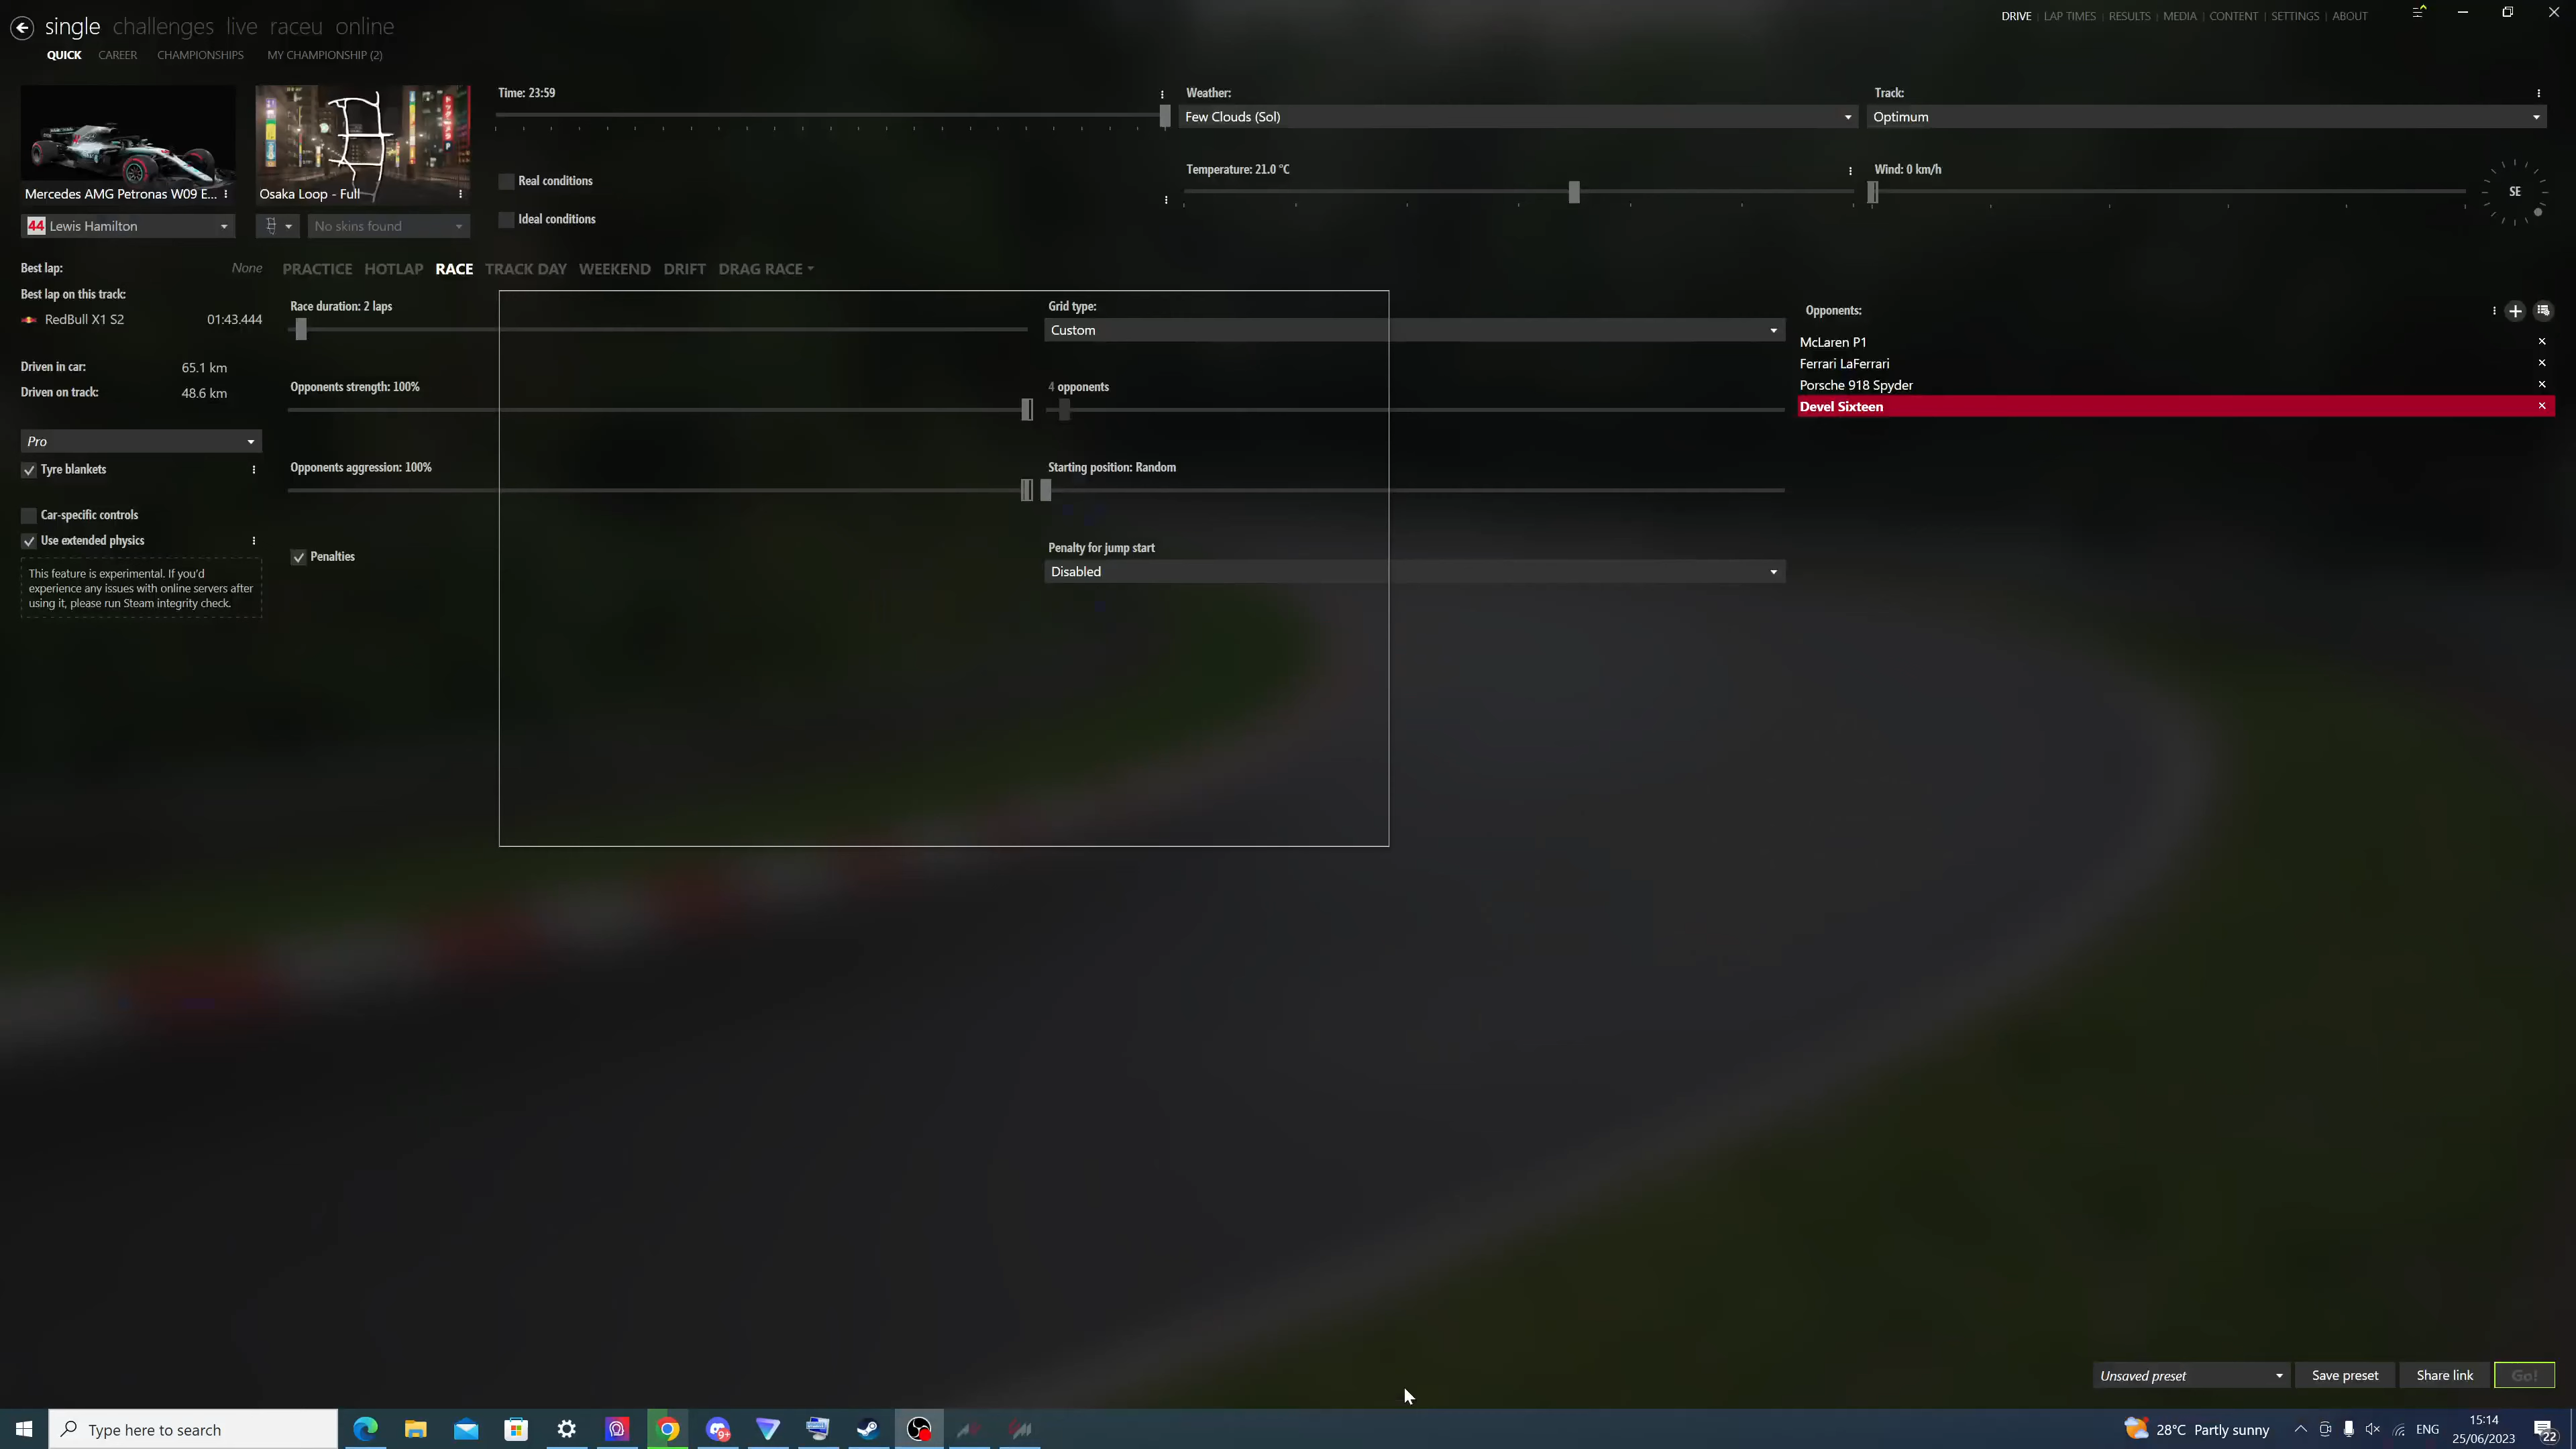 single challenges live raceu online
DRIVE | LAP TIMES | RESULTS | MEDIA | CONTENT | SETTINGS | ABOUT
QUICK CAREER CHAMPIONSHIPS MY CHAMPIONSHIP (2)
Time: 23:59
Weather:
Track:
Few Clouds (Sol)
Optimum
Temperature: 21.0 °C
Wind: 0 km/h
SE
Real conditions
Ideal conditions
Mercedes AMG Petronas W09 E...
Osaka Loop - Full
44 Lewis Hamilton
No skins found
Best lap: None
Best lap on this track:
RedBull X1 S2 01:43.444
Driven in car: 65.1 km
Driven on track: 48.6 km
Pro
Tyre blankets
Car-specific controls
Use extended physics
This feature is experimental. If you'd
experience any issues with online servers after
using it, please run Steam integrity check.
PRACTICE HOTLAP RACE TRACK DAY WEEKEND DRIFT DRAG RACE
Race duration: 2 laps
Opponents strength: 100%
Opponents aggression: 100%
Penalties
Grid type:
Custom
4 opponents
Starting position: Random
Penalty for jump start
Disabled
Opponents:
McLaren P1
Ferrari LaFerrari
Porsche 918 Spyder
Devel Sixteen
Unsaved preset
Save preset
Share link
Go!
Type here to search
9+
28°C Partly sunny
ENG
15:14
25/06/2023
22